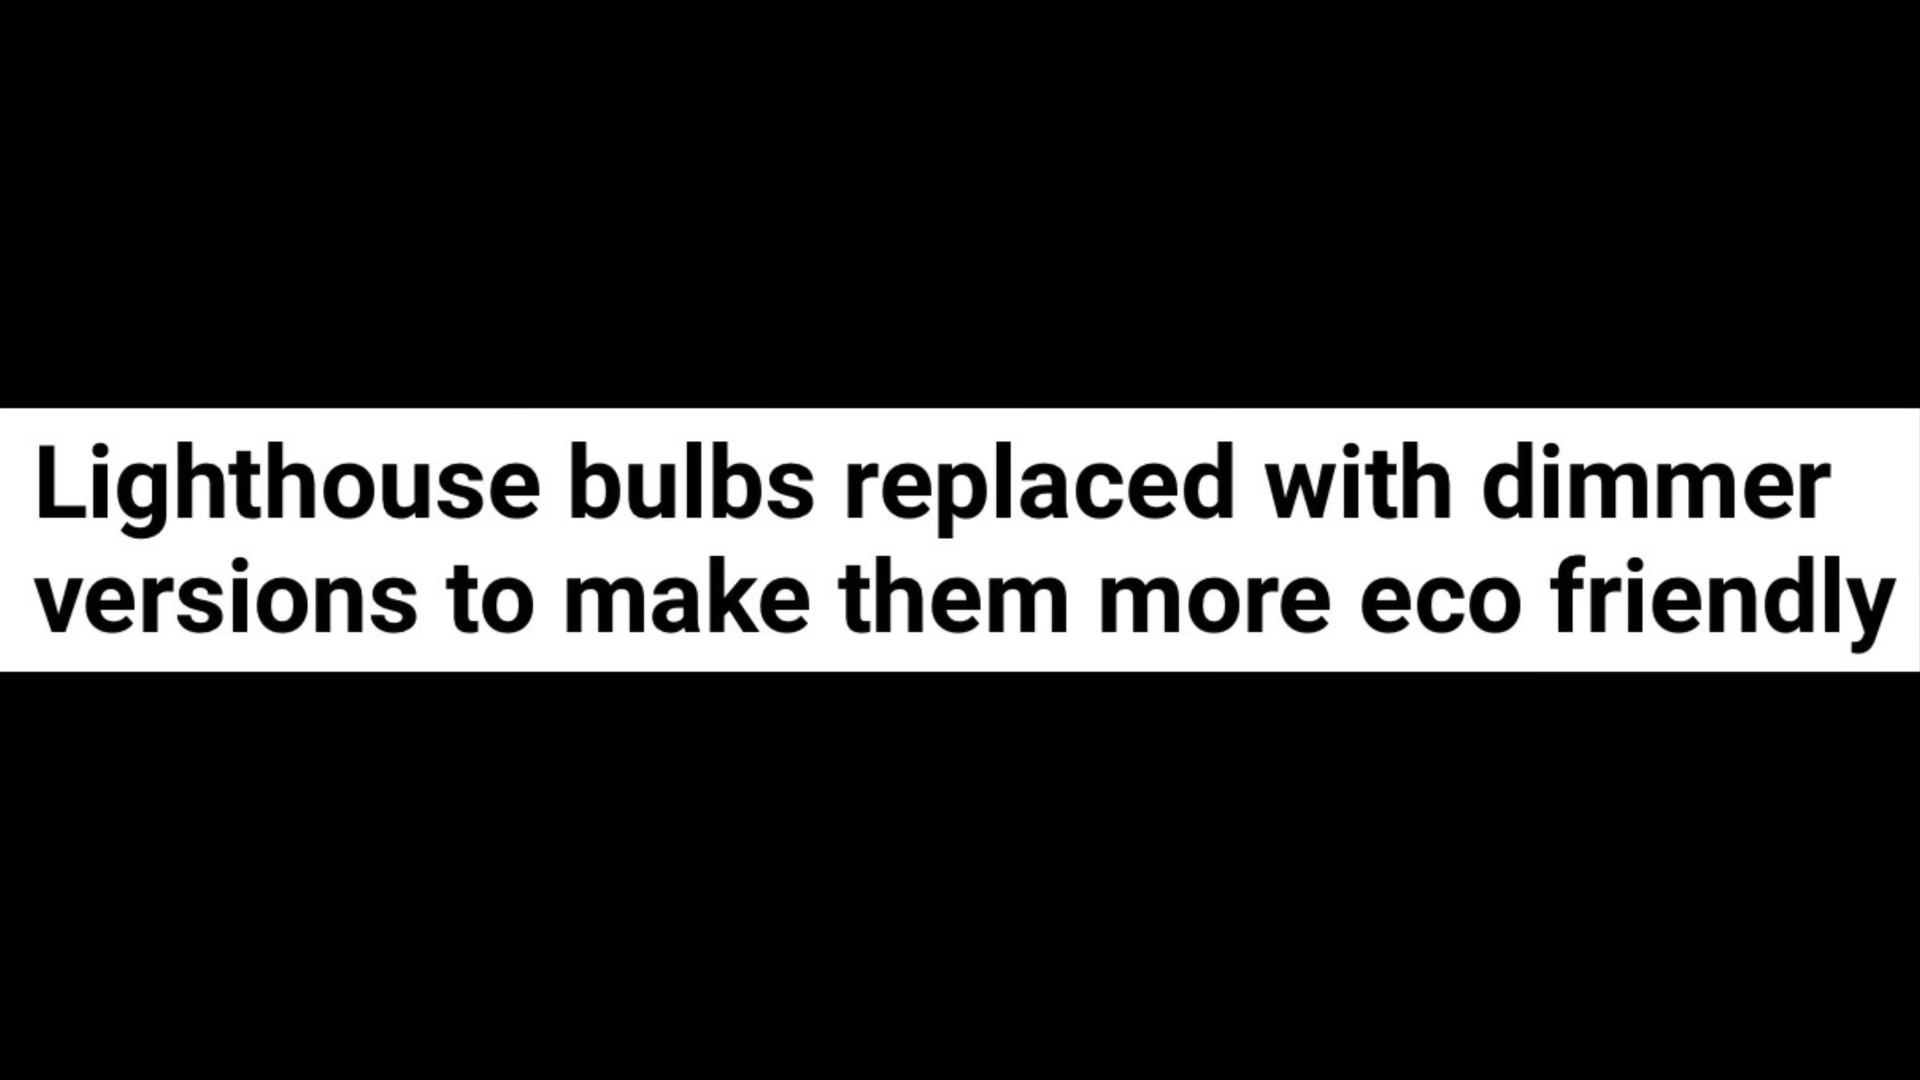 Lighthouse bulbs replaced with dimmer
versions to make them more eco friendly